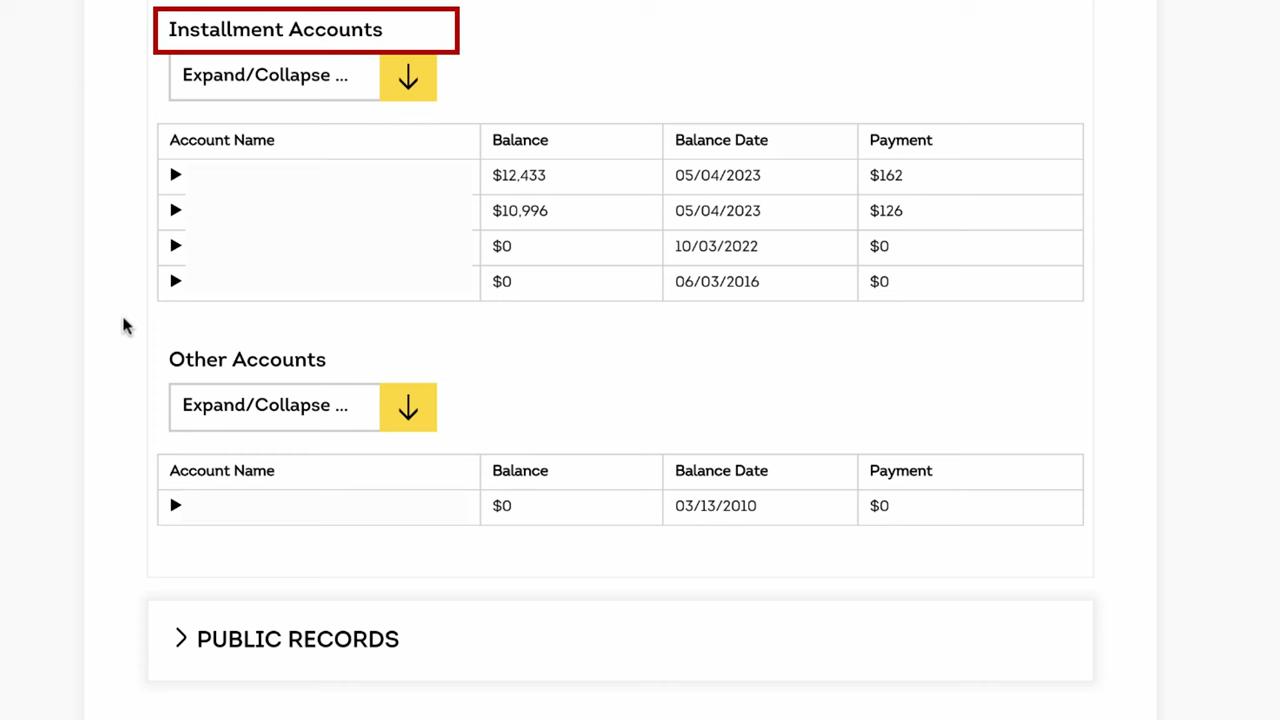 Installment Accounts
Expand/Collapse ...
Account Name Balance Balance Date Payment
$12,433 05/04/2023 $162
$10,996 05/04/2023 $126
$0 10/03/2022 $0
$0 06/03/2016 $0
Other Accounts
Expand/Collapse ...
Account Name Balance Balance Date Payment
$0 03/13/2010 $0
PUBLIC RECORDS